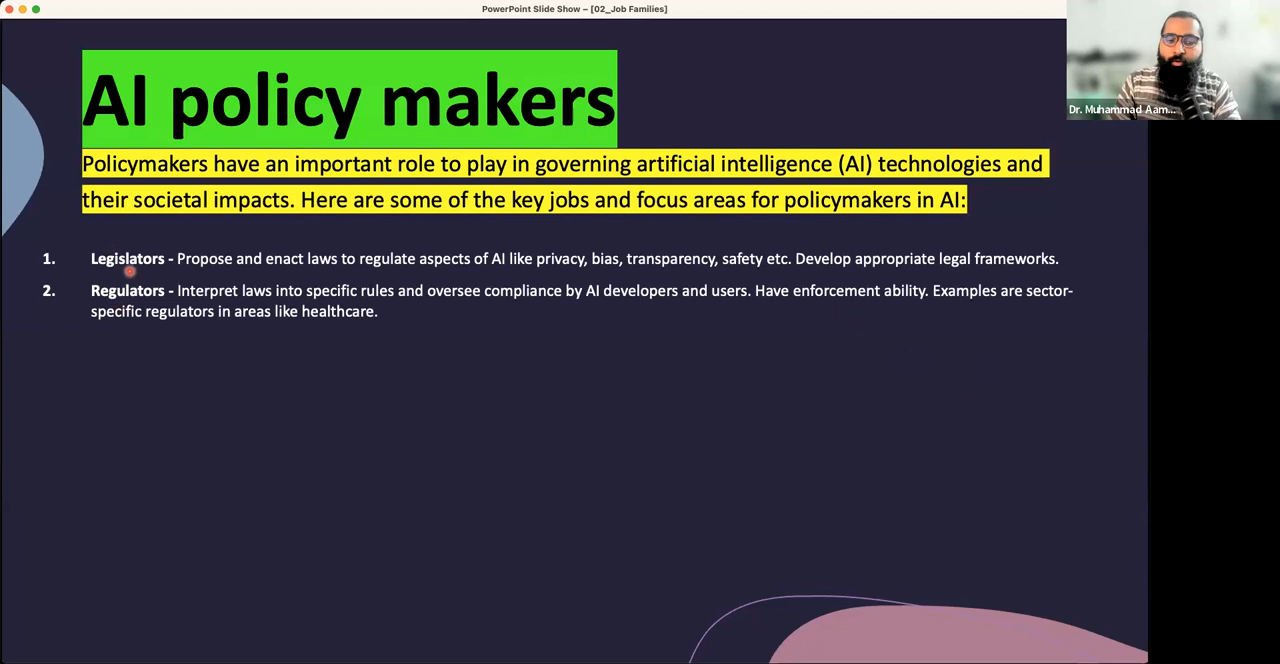 PowerPoint Slide Show – [02_Job Families]
Dr. Muhammad Aam...
AI policy makers
Policymakers have an important role to play in governing artificial intelligence (AI) technologies and
their societal impacts. Here are some of the key jobs and focus areas for policymakers in AI:
1. Legislators - Propose and enact laws to regulate aspects of AI like privacy, bias, transparency, safety etc. Develop appropriate legal frameworks.
2. Regulators - Interpret laws into specific rules and oversee compliance by AI developers and users. Have enforcement ability. Examples are sector-
specific regulators in areas like healthcare.